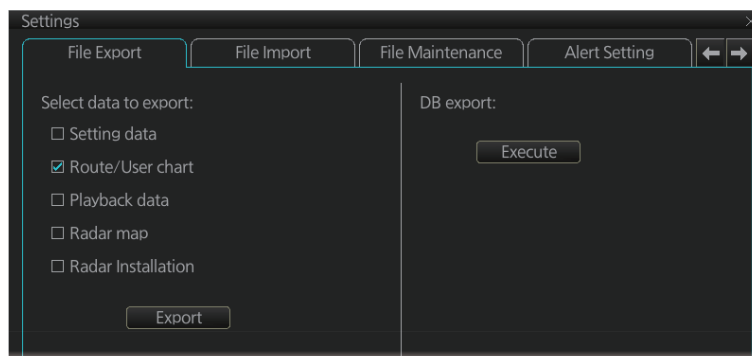 Settings
File Export
File Import
File Maintenance
Alert Setting
Select data to export:
Setting data
Route/User chart
Playback data
Radar map
Radar Installation
Export
DB export:
Execute